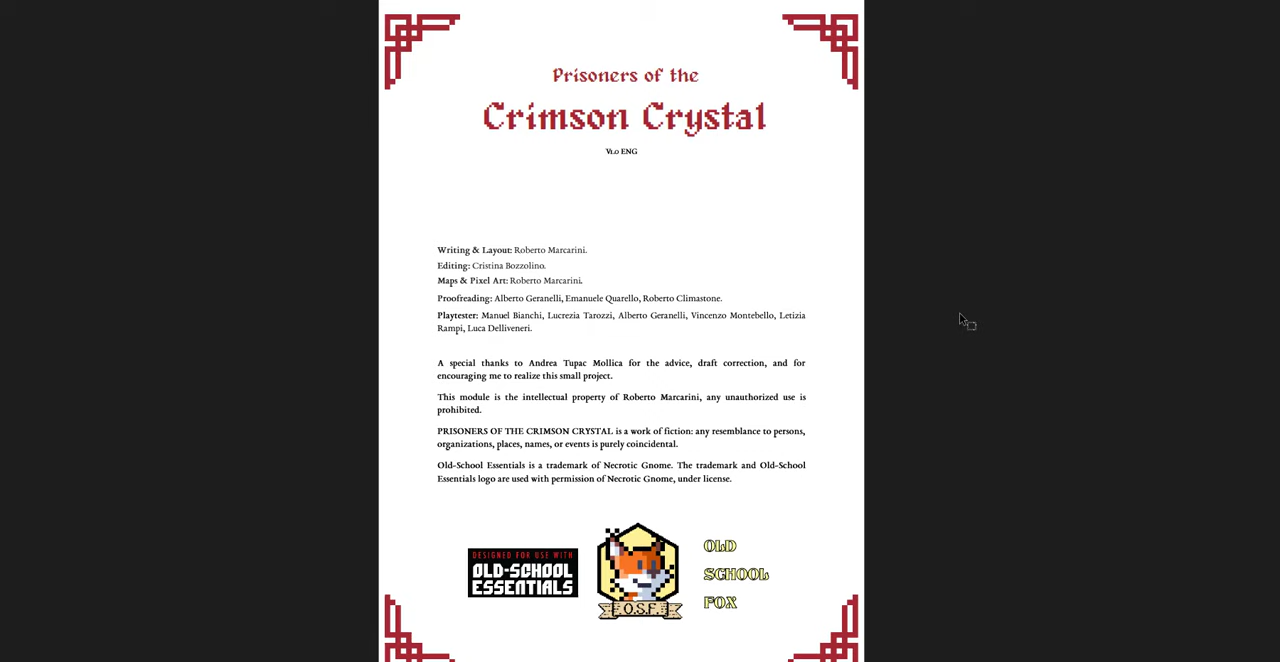 Prisoners of the
Crimson Crystal
V1.0 ENG
Writing & Layout: Roberto Marcarini.
Editing: Cristina Bozzolino.
Maps & Pixel Art: Roberto Marcarini.
Proofreading: Alberto Geranelli, Emanuele Quarello, Roberto Climastone.
Playtester: Manuel Bianchi, Lucrezia Tarozzi, Alberto Geranelli, Vincenzo Montebello, Letizia
Rampi, Luca Delliveneri.
A special thanks to Andrea Tupac Mollica for the advice, draft correction, and for
encouraging me to realize this small project.
This module is the intellectual property of Roberto Marcarini, any unauthorized use is
prohibited.
PRISONERS OF THE CRIMSON CRYSTAL is a work of fiction: any resemblance to persons,
organizations, places, names, or events is purely coincidental.
Old-School Essentials is a trademark of Necrotic Gnome. The trademark and Old-School
Essentials logo are used with permission of Necrotic Gnome, under license.
DESIGNED FOR USE WITH
OLD-SCHOOL
ESSENTIALS
O.S.F.
OLD
SCHOOL
FOX